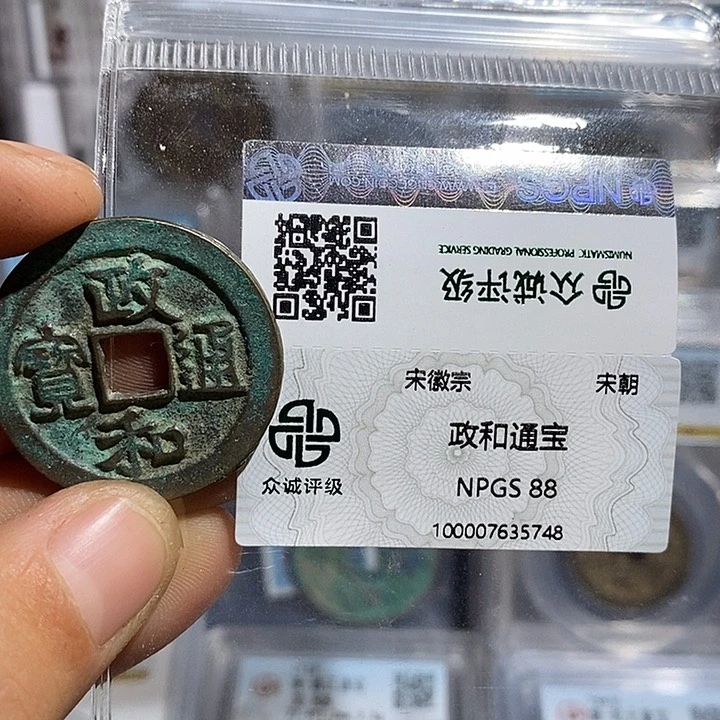 政
寶 通
和
NPGS
NUMISMATIC PROFESSIONAL GRADING SERVICE
众诚评级
宋徽宗 宋朝
政和通宝
众诚评级
NPGS 88
100007635748